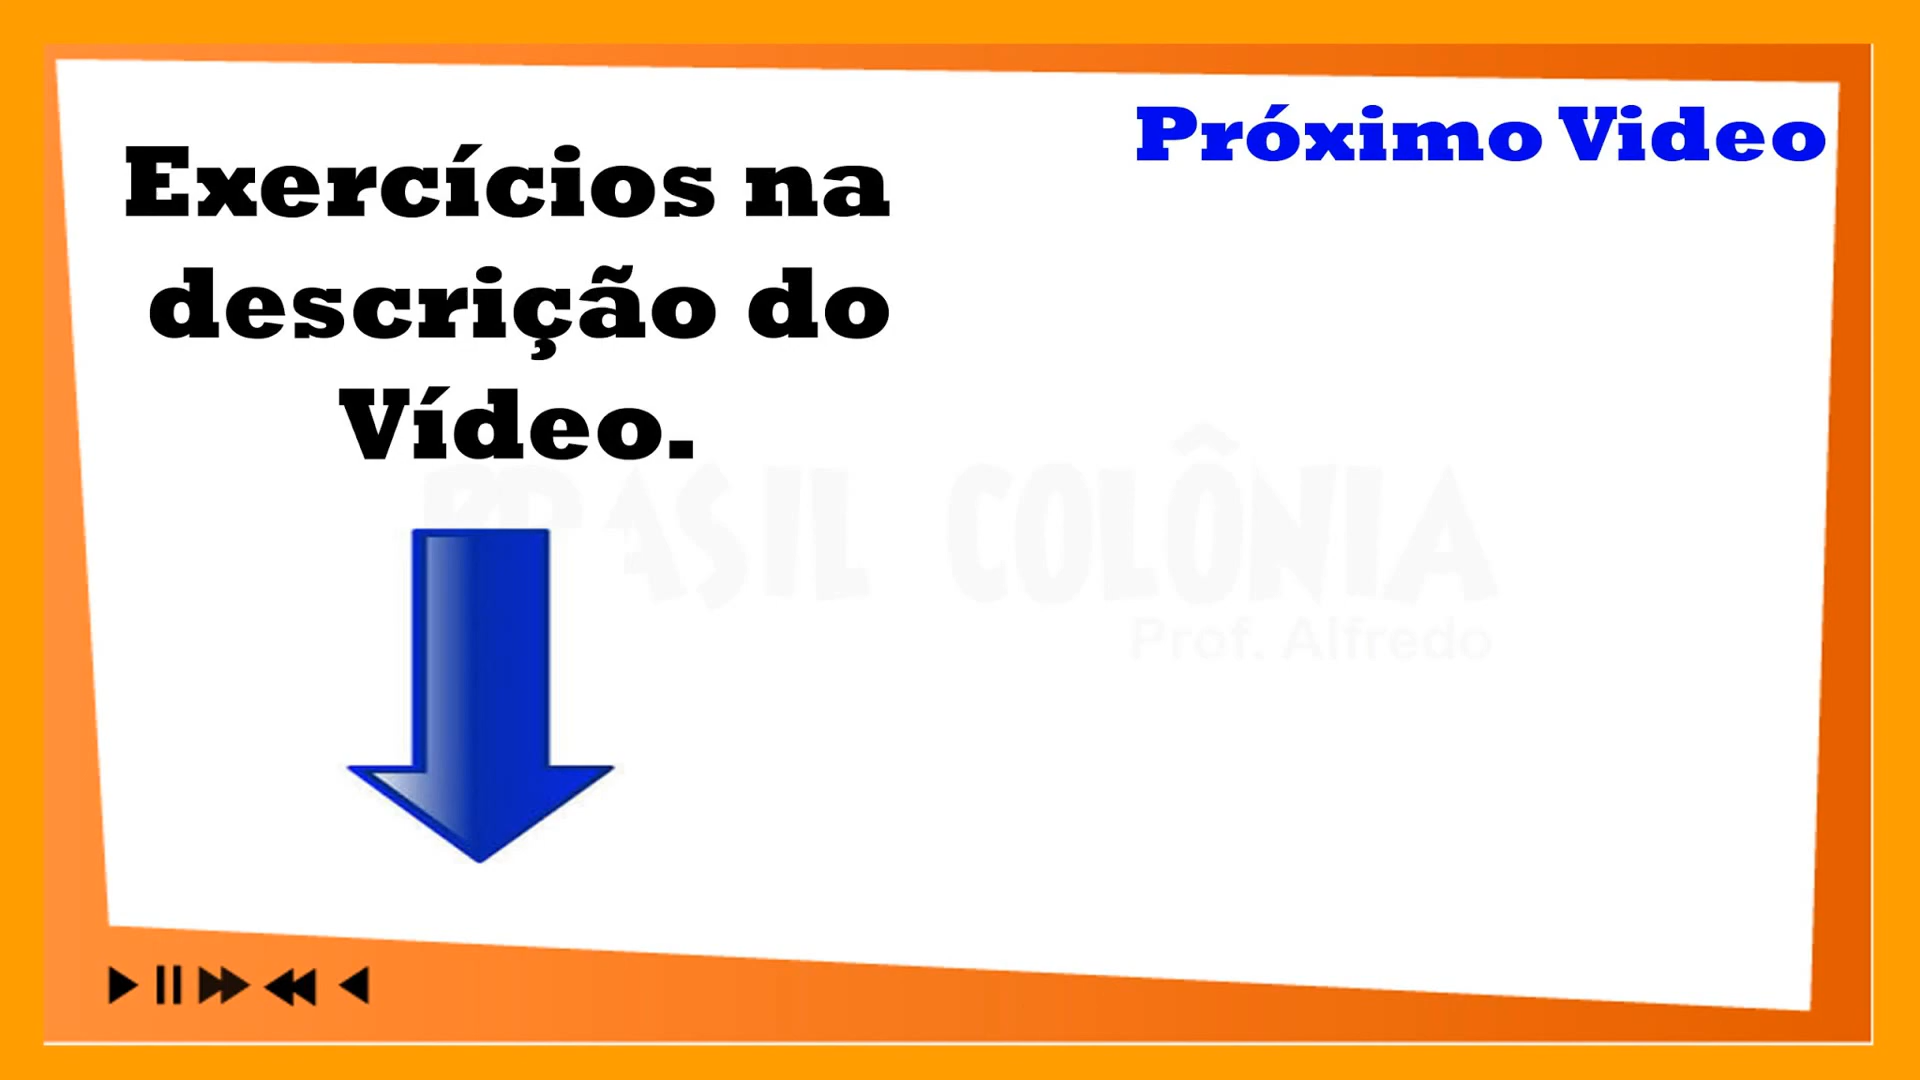 Exercícios na
descrição do
Vídeo.
Próximo Video
BRASIL COLÔNIA
Prof. Alfredo